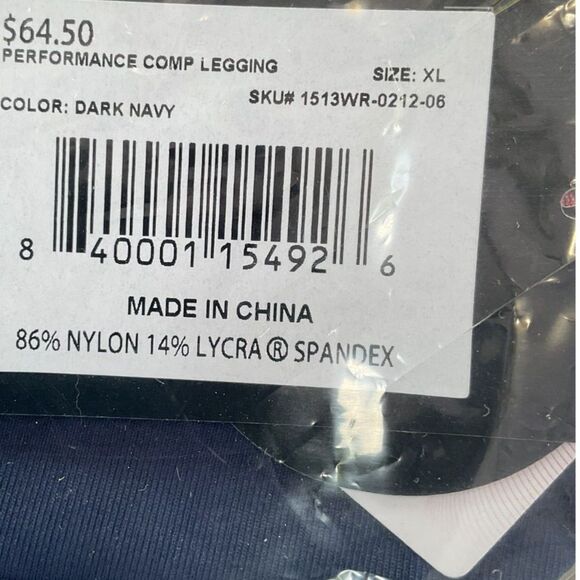 $64.50
PERFORMANCE COMP LEGGING
SIZE: XL
COLOR: DARK NAVY
SKU# 1513WR-0212-06
8 40001 15492 6
MADE IN CHINA
86% NYLON 14% LYCRA® SPANDEX